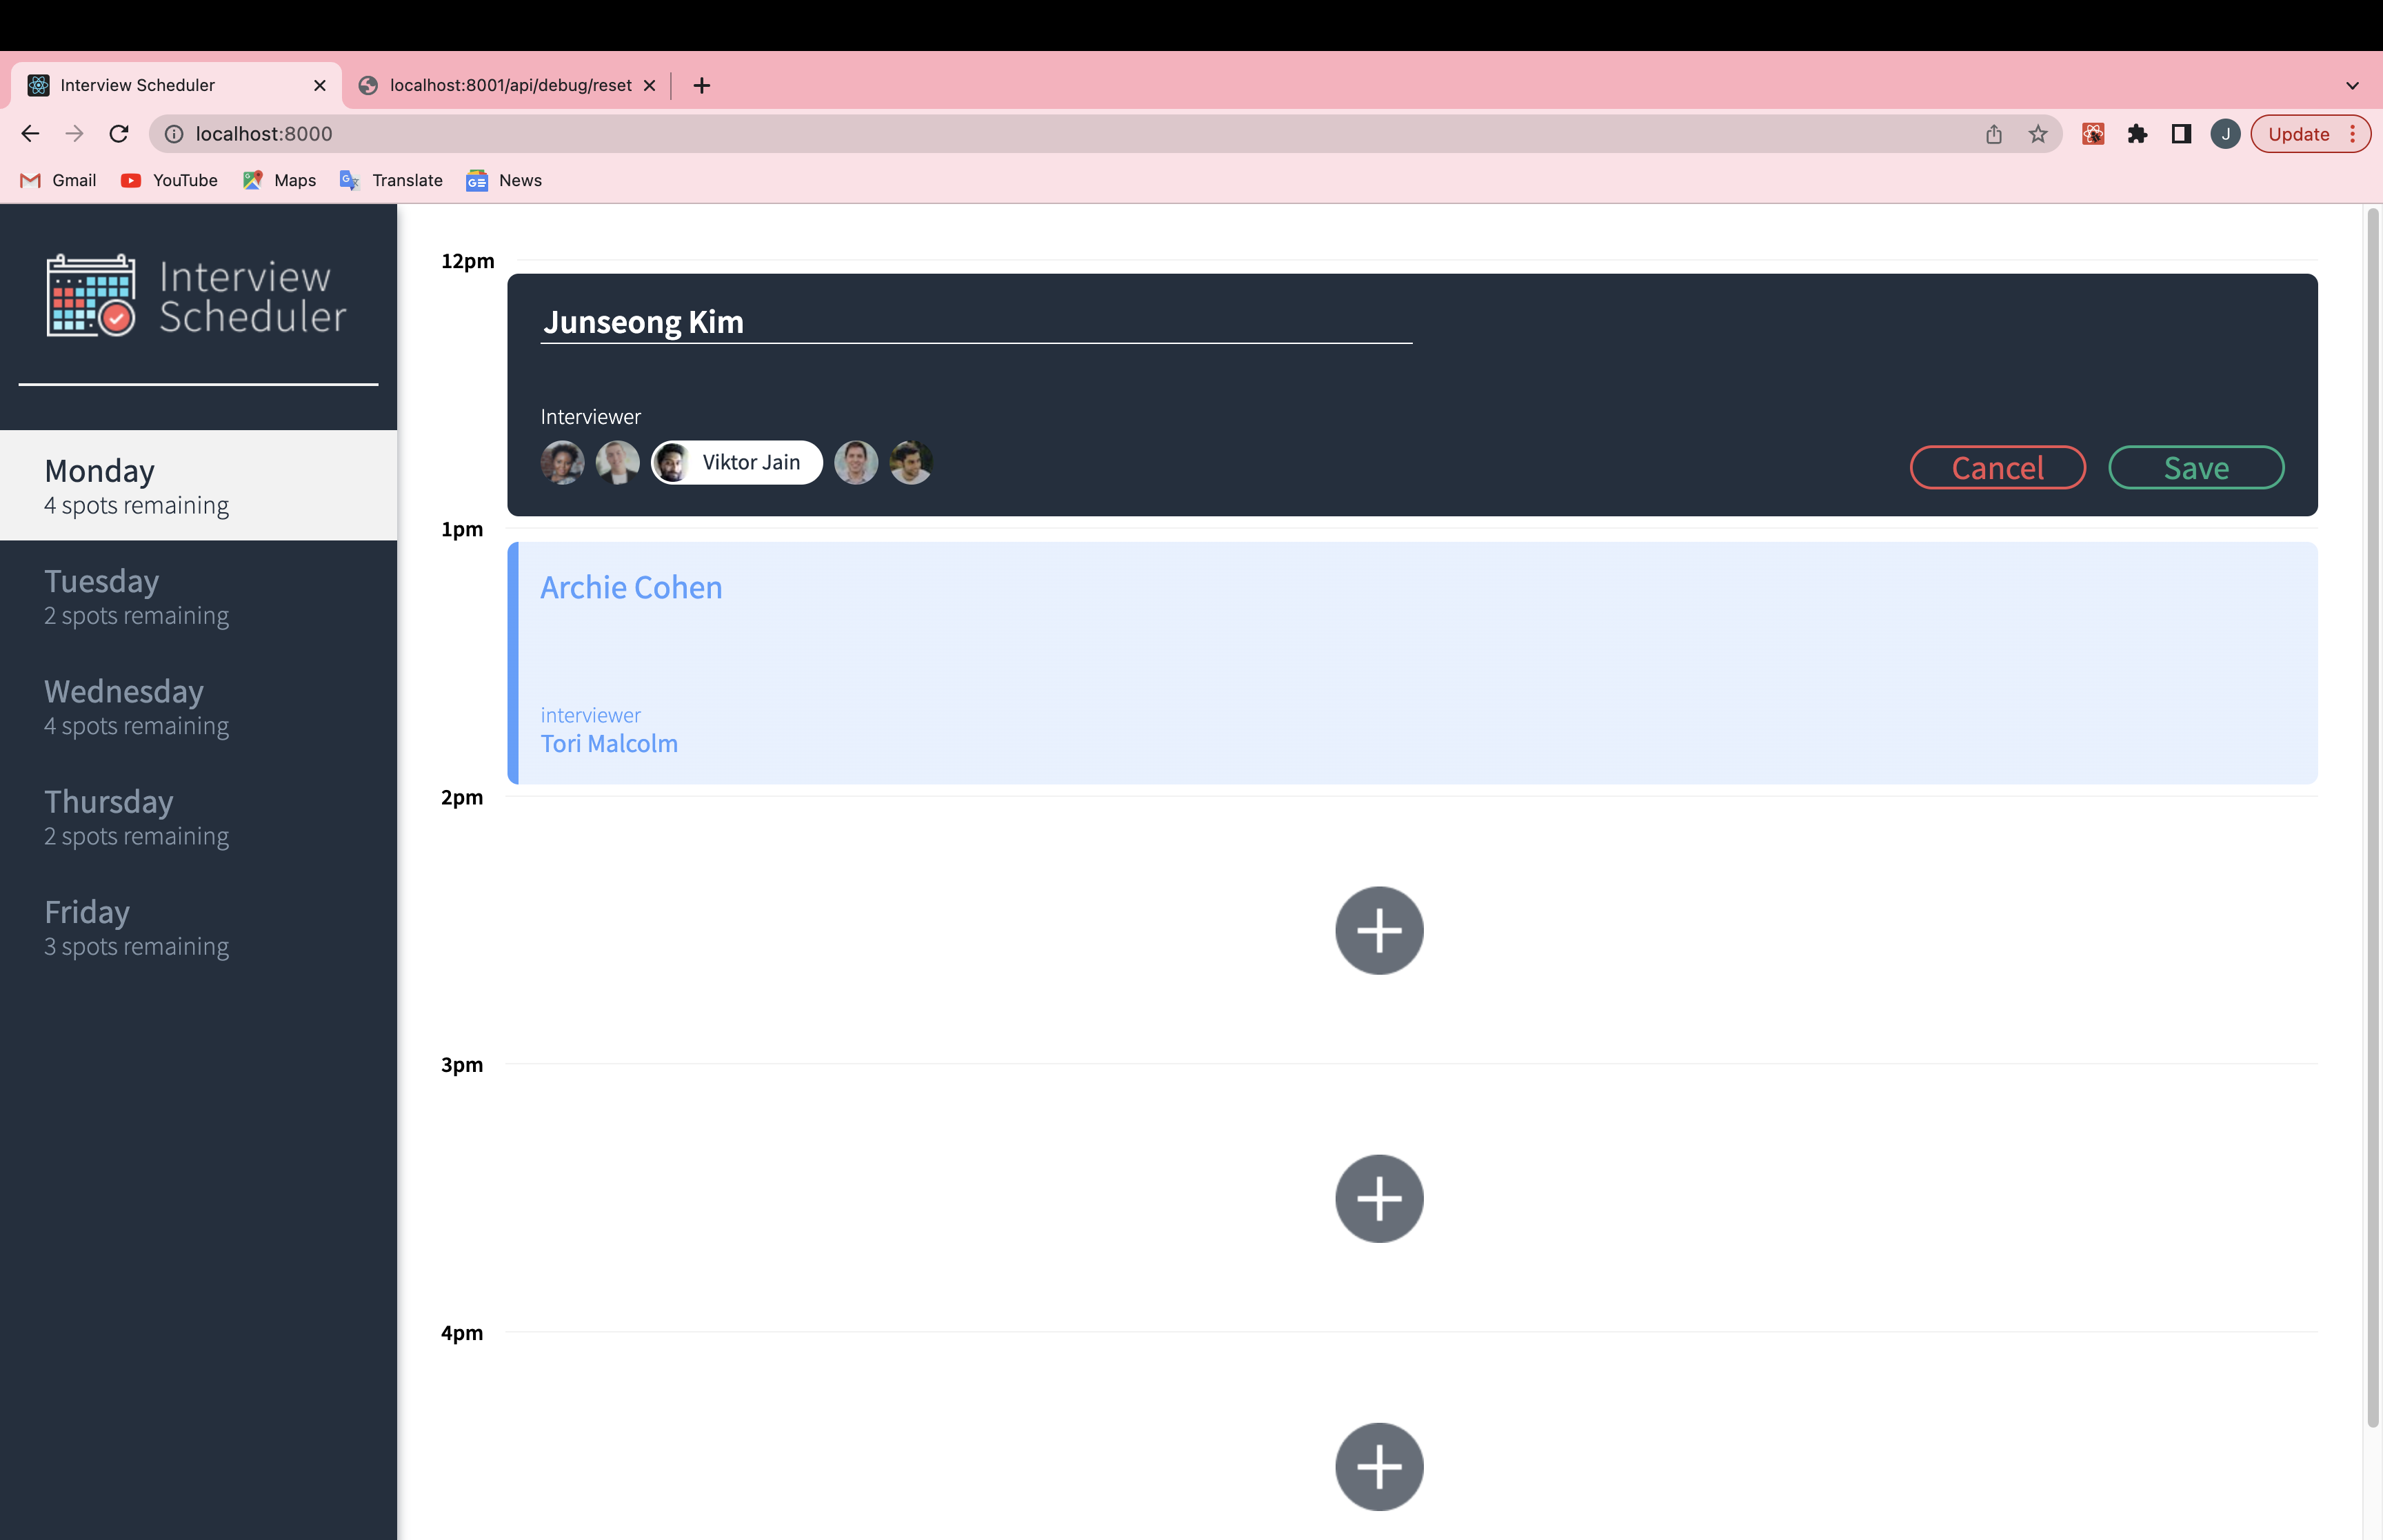 Interview Scheduler
localhost:8001/api/debug/reset
localhost:8000
J
Update
Gmail
YouTube
Maps
Translate
News
Interview
Scheduler
Monday
4 spots remaining
Tuesday
2 spots remaining
Wednesday
4 spots remaining
Thursday
2 spots remaining
Friday
3 spots remaining
12pm
Junseong Kim
Interviewer
Viktor Jain
Cancel
Save
1pm
Archie Cohen
interviewer
Tori Malcolm
2pm
3pm
4pm